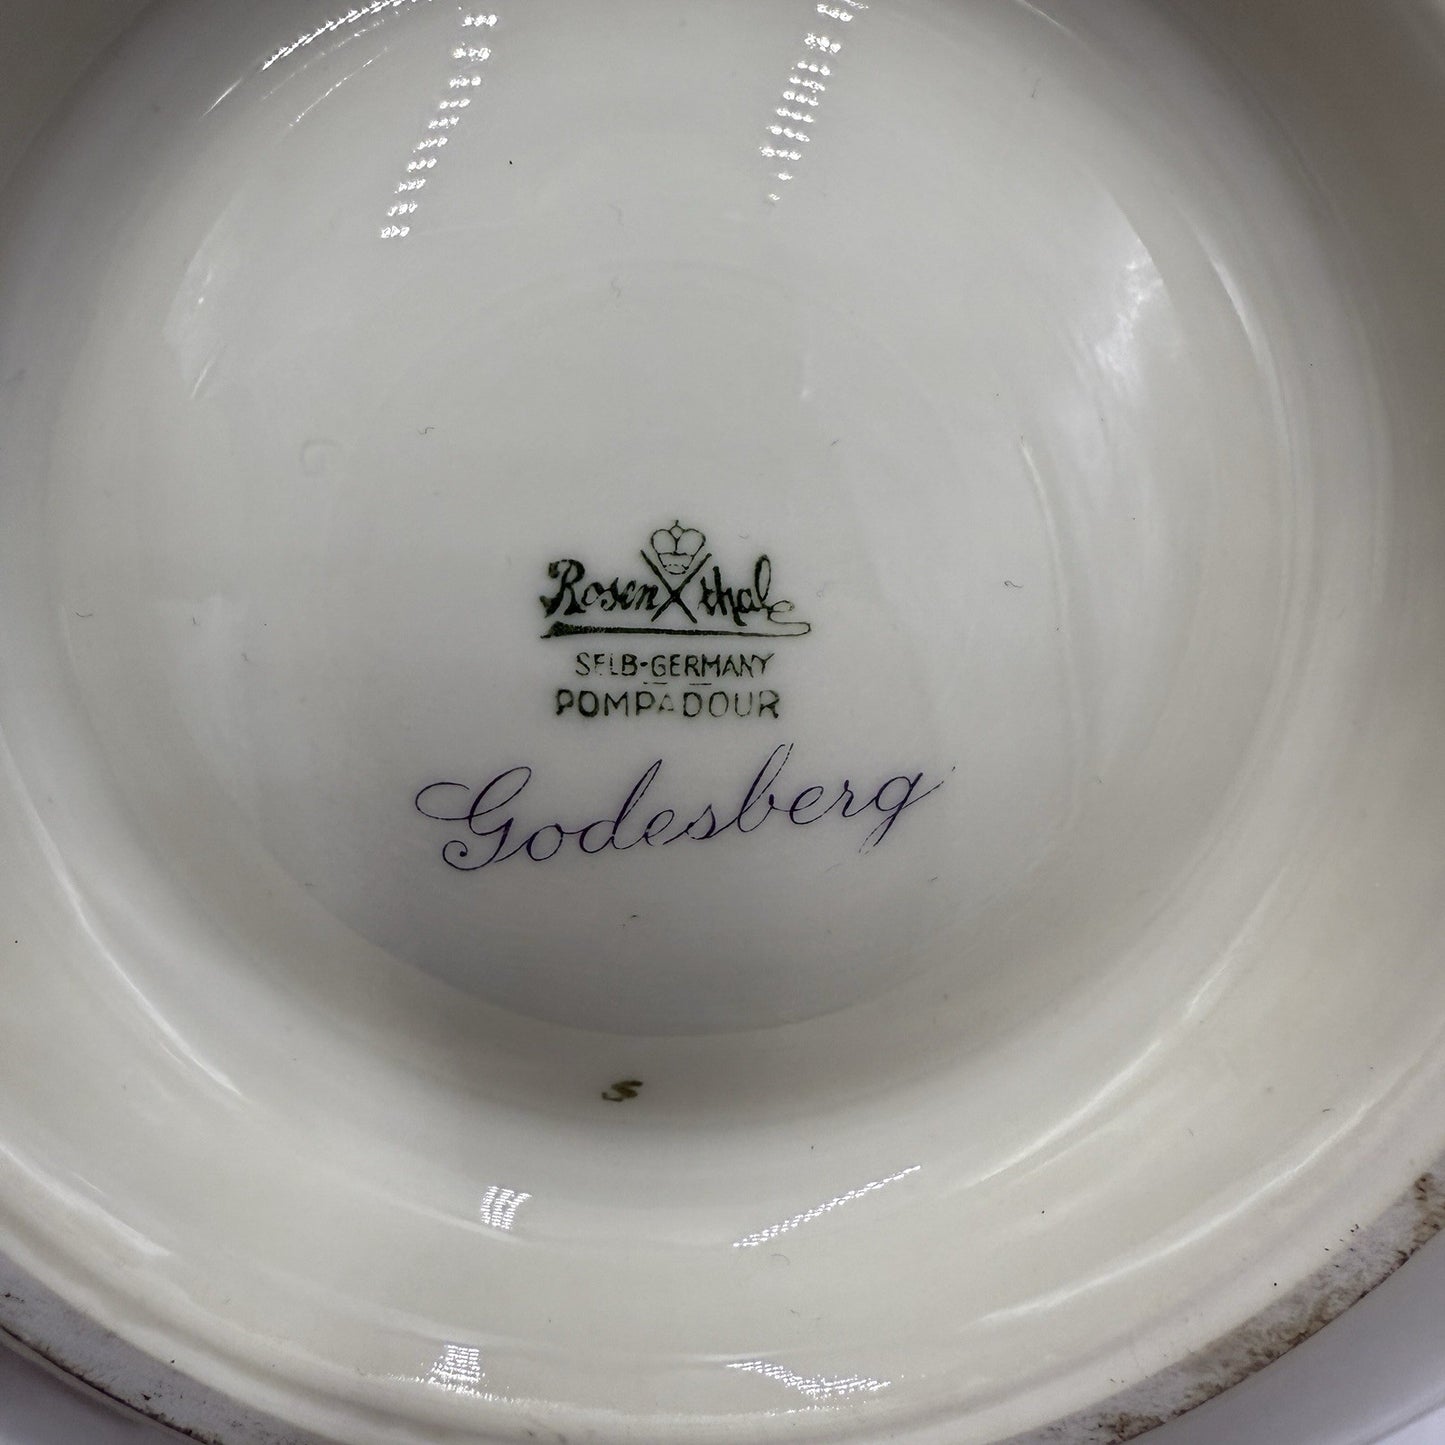 Rosenthal
SELB-GERMANY
POMPADOUR
Godesberg
S